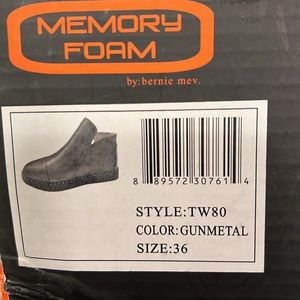 MEMORY
FOAM
by:bernie mev.
8 89572 30761 4
STYLE:TW80
COLOR:GUNMETAL
SIZE:36